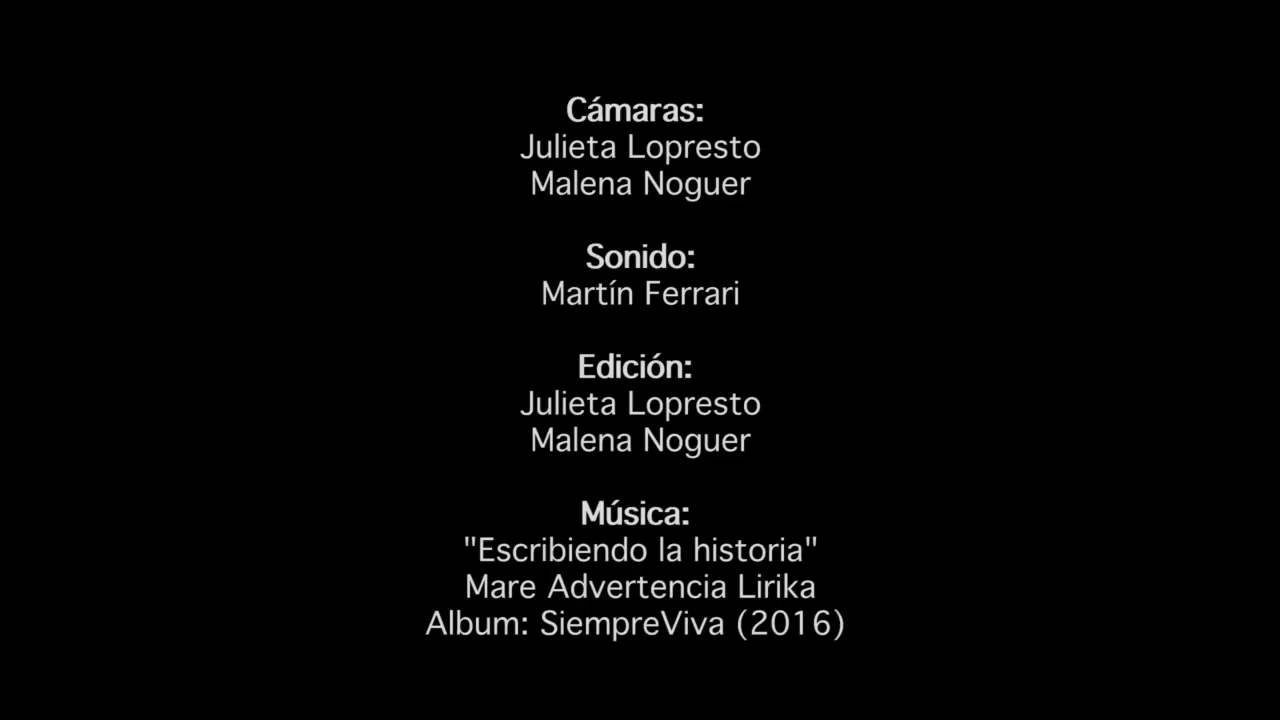 Cámaras:
Julieta Lopresto
Malena Noguer
Sonido:
Martín Ferrari
Edición:
Julieta Lopresto
Malena Noguer
Música:
"Escribiendo la historia"
Mare Advertencia Lirika
Album: SiempreViva (2016)